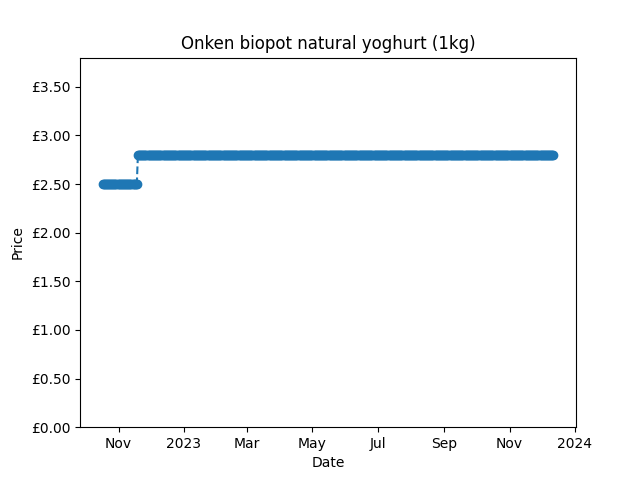 Onken biopot natural yoghurt (1kg)
£3.50
£3.00
£2.50
£2.00
£1.50
£1.00
£0.50
£0.00
Price
Nov 2023 Mar May Jul Sep Nov 2024
Date